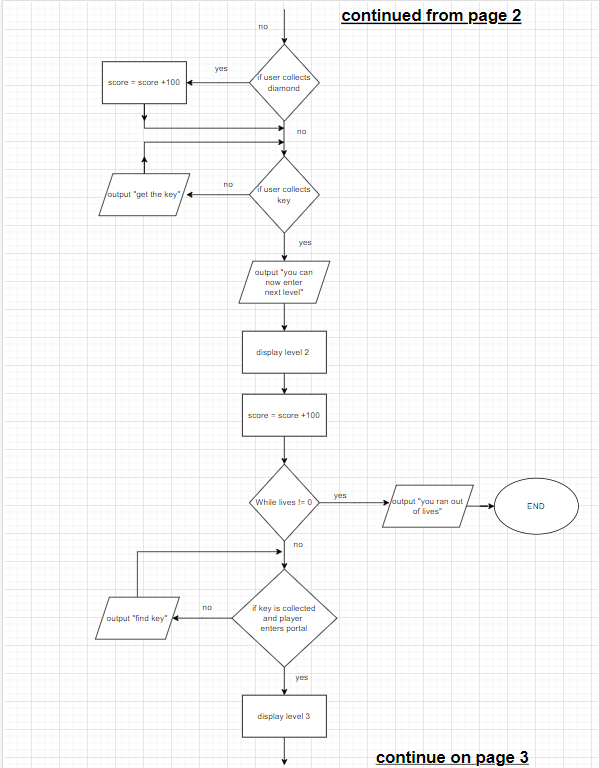 continued from page 2
no
if user collects
diamond
yes
score = score +100
no
if user collects
key
no
output "get the key"
yes
output "you can
now enter
next level"
display level 2
score = score +100
While lives != 0
yes
output "you ran out
of lives"
END
no
if key is collected
and player
enters portal
no
output "find key"
yes
display level 3
continue on page 3